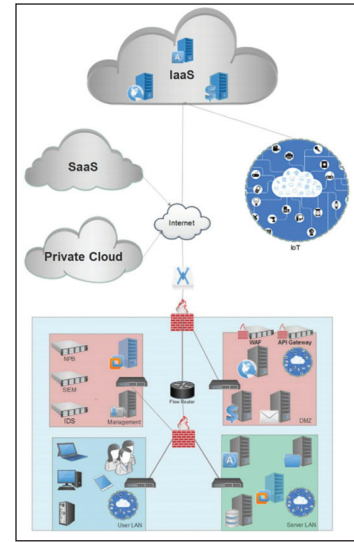 IaaS
SaaS
Internet
Private Cloud
IoT
WAF
API Gateway
NPB
SIEM
Flow Router
IDS
Management
DMZ
User LAN
Server LAN